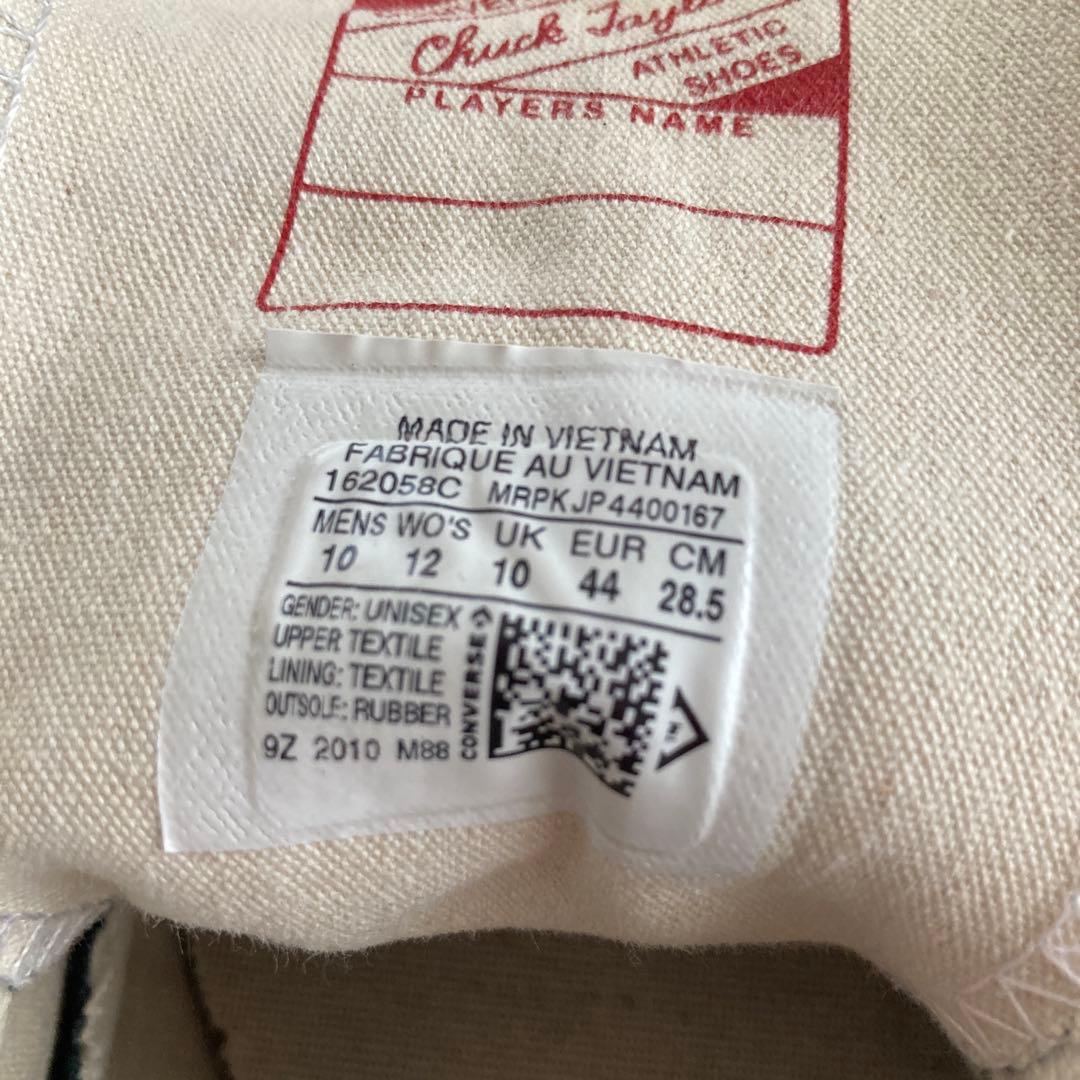 Chuck
ATHLETIC
SHOES
PLAYERS NAME
MADE IN VIETNAM
FABRIQUE AU VIETNAM
162058C MRPKJP4400167
MENS WO'S UK EUR CM
10 12 10 44 28.5
GENDER: UNISEX
UPPER TEXTILE
LINING: TEXTILE
OUTSOLE: RUBBER
9Z 2010 M88
CONVERSE